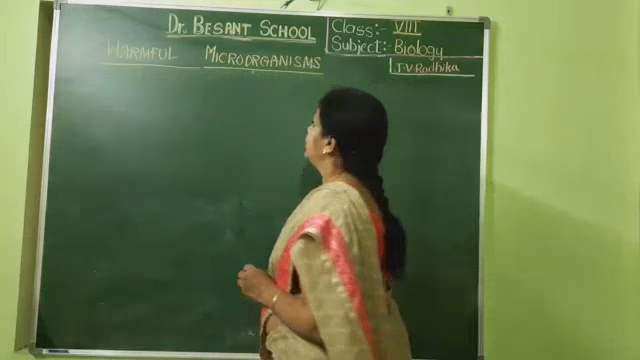 Dr. BESANT SCHOOL
Class:- VIII
Subject:- Biology
T.V.Radhika
HARMFUL MICROORGANISMS